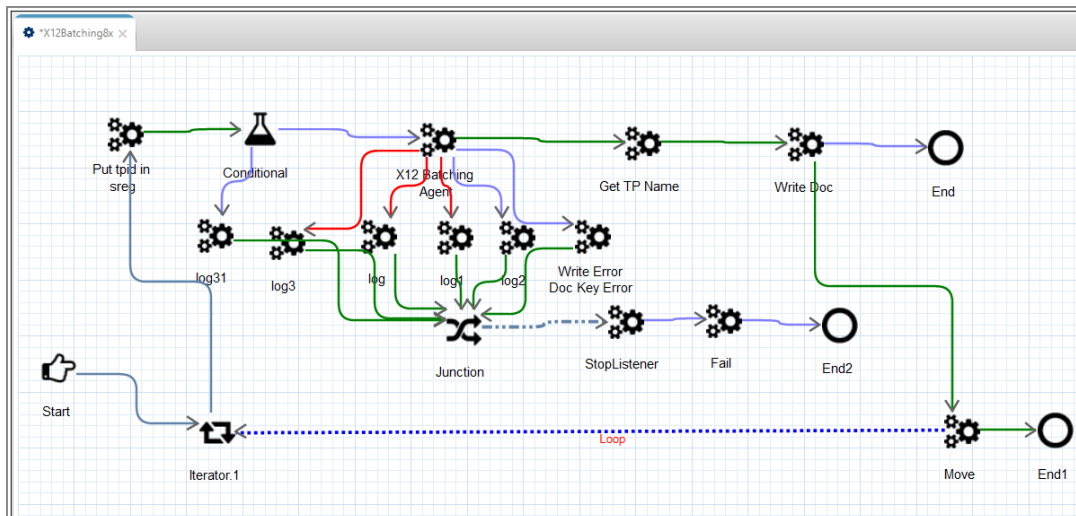 *X12Batching8x
Put tpid in
sreg
Conditional
X12 Batching
Agent
Get TP Name
Write Doc
End
log31
log3
log
log1
log2
Write Error
Doc Key Error
Junction
StopListener
Fail
End2
Start
Loop
Iterator.1
Move
End1